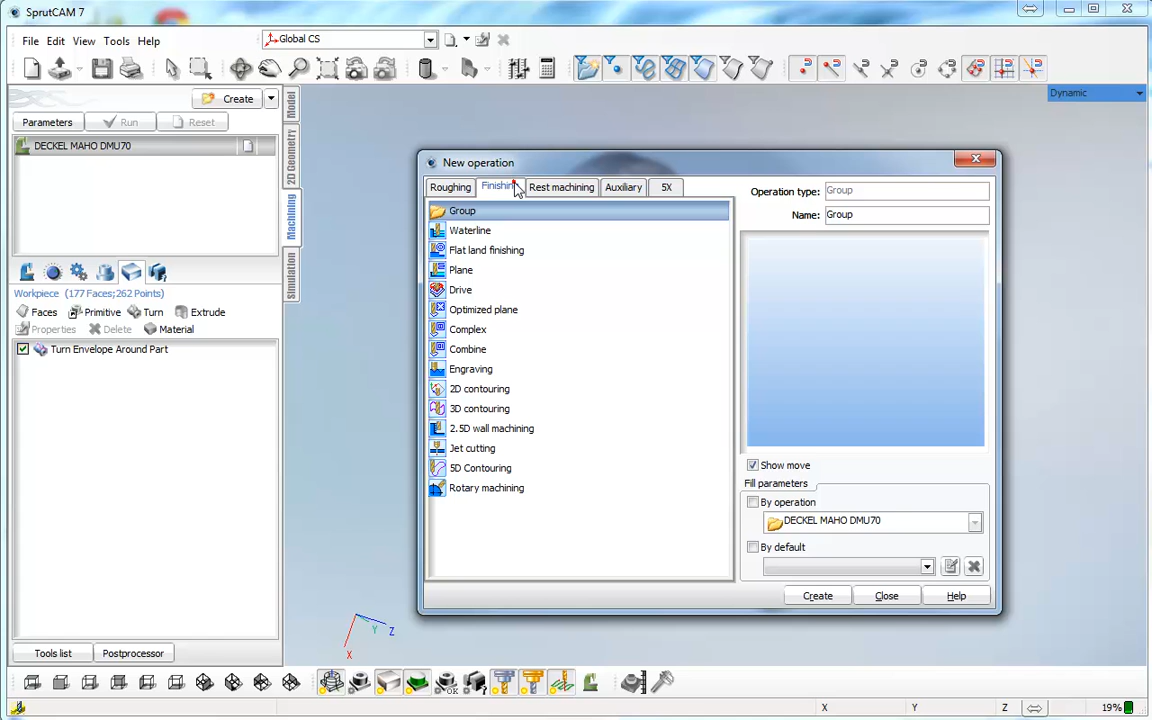 SprutCAM 7
File Edit View Tools Help
Global CS
Create
Parameters Run Reset
DECKEL MAHO DMU70
Model
2D Geometry
Machining
Simulation
Workpiece (177 Faces;262 Points)
Faces Primitive Turn Extrude
Properties Delete Material
Turn Envelope Around Part
Tools list Postprocessor
Dynamic
New operation
Roughing Finishin Rest machining Auxiliary 5X
Group
Waterline
Flat land finishing
Plane
Drive
Optimized plane
Complex
Combine
Engraving
2D contouring
3D contouring
2.5D wall machining
Jet cutting
5D Contouring
Rotary machining
Operation type: Group
Name: Group
Show move
Fill parameters
By operation
DECKEL MAHO DMU70
By default
Create Close Help
X Y Z
OK
X Y Z 19%